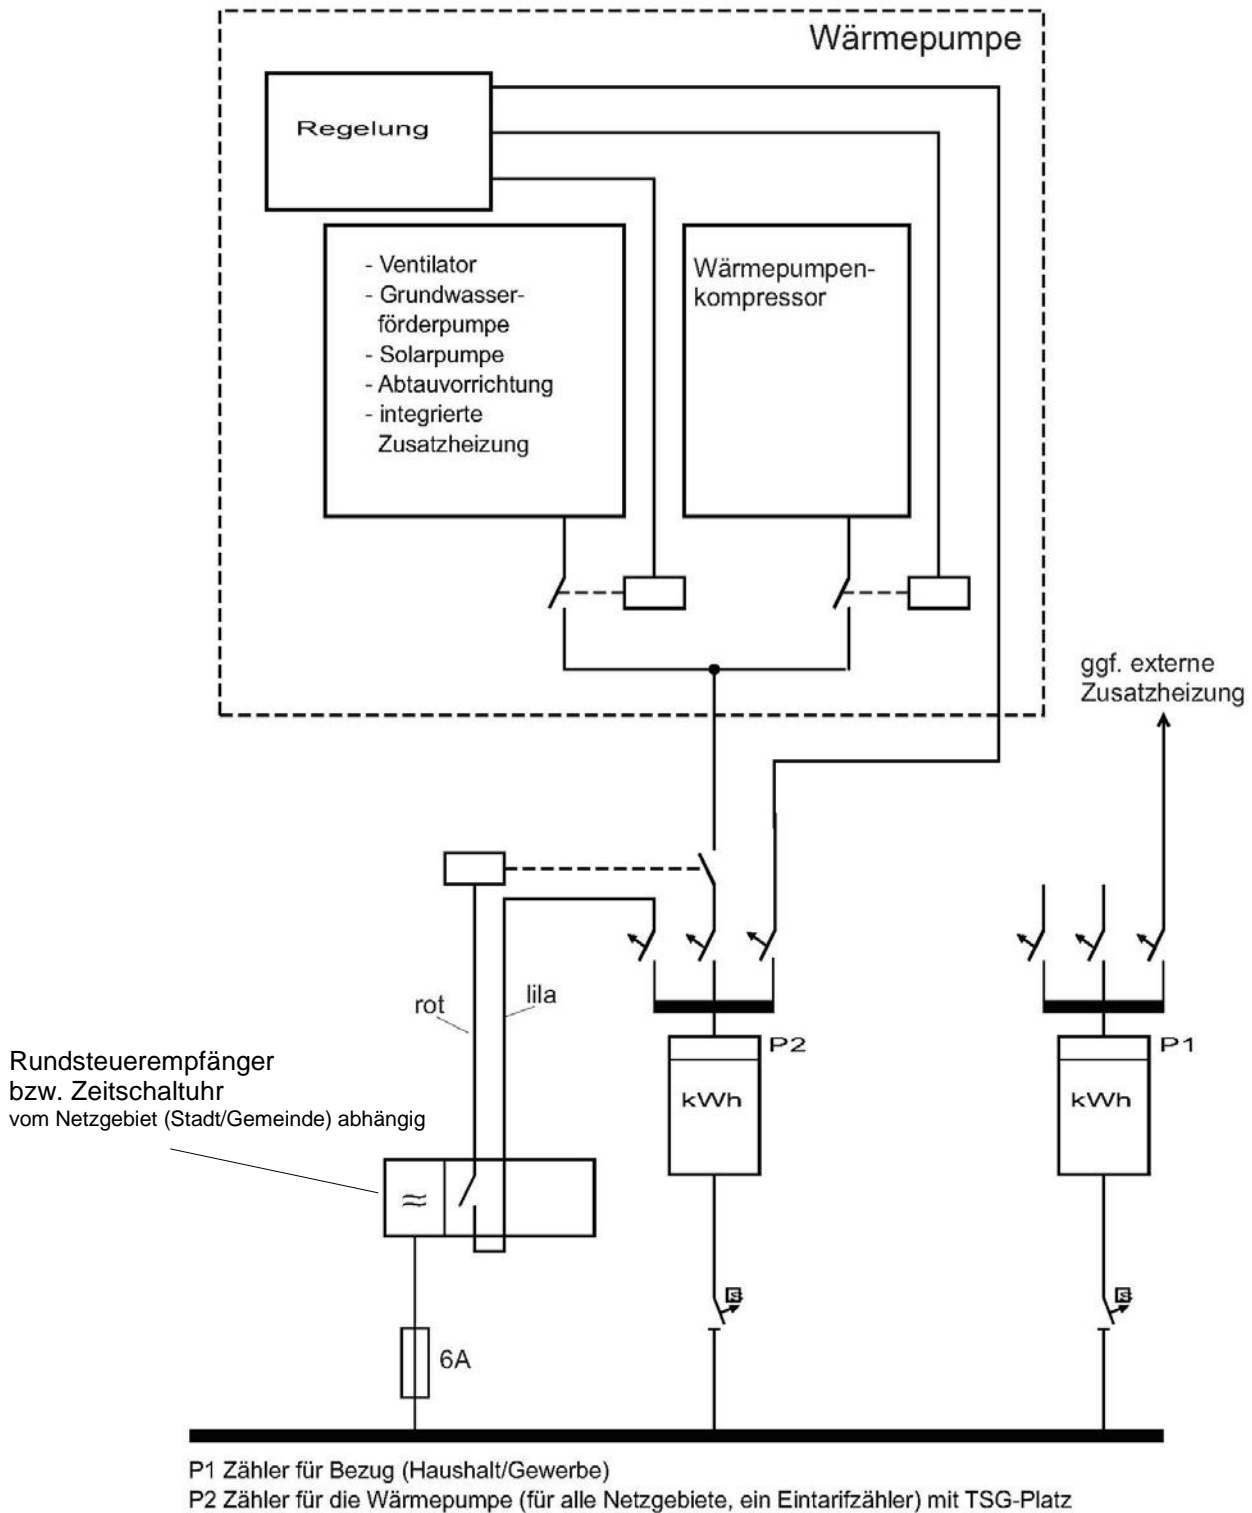 Wärmepumpe
Regelung
- Ventilator
- Grundwasser-
förderpumpe
- Solarpumpe
- Abtauvorrichtung
- integrierte
Zusatzheizung
Wärmepumpen-
kompressor
ggf. externe
Zusatzheizung
rot
lila
P2
kWh
P1
kWh
Rundsteuerempfänger
bzw. Zeitschaltuhr
vom Netzgebiet (Stadt/Gemeinde) abhängig
≈
S
S
6A
P1 Zähler für Bezug (Haushalt/Gewerbe)
P2 Zähler für die Wärmepumpe (für alle Netzgebiete, ein Eintarifzähler) mit TSG-Platz